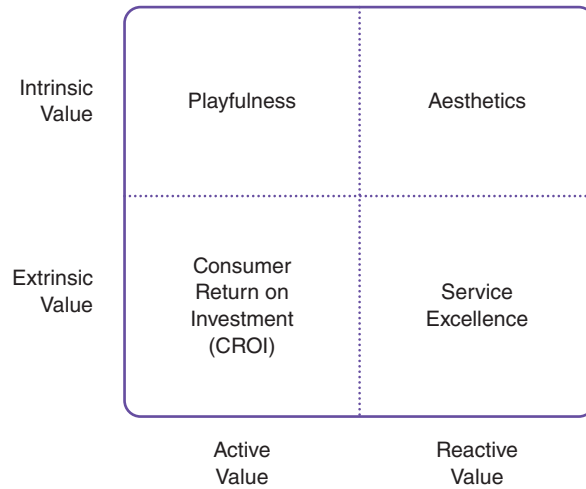 Intrinsic
Value
Playfulness
Aesthetics
Extrinsic
Value
Consumer
Return on
Investment
(CROI)
Service
Excellence
Active
Value
Reactive
Value